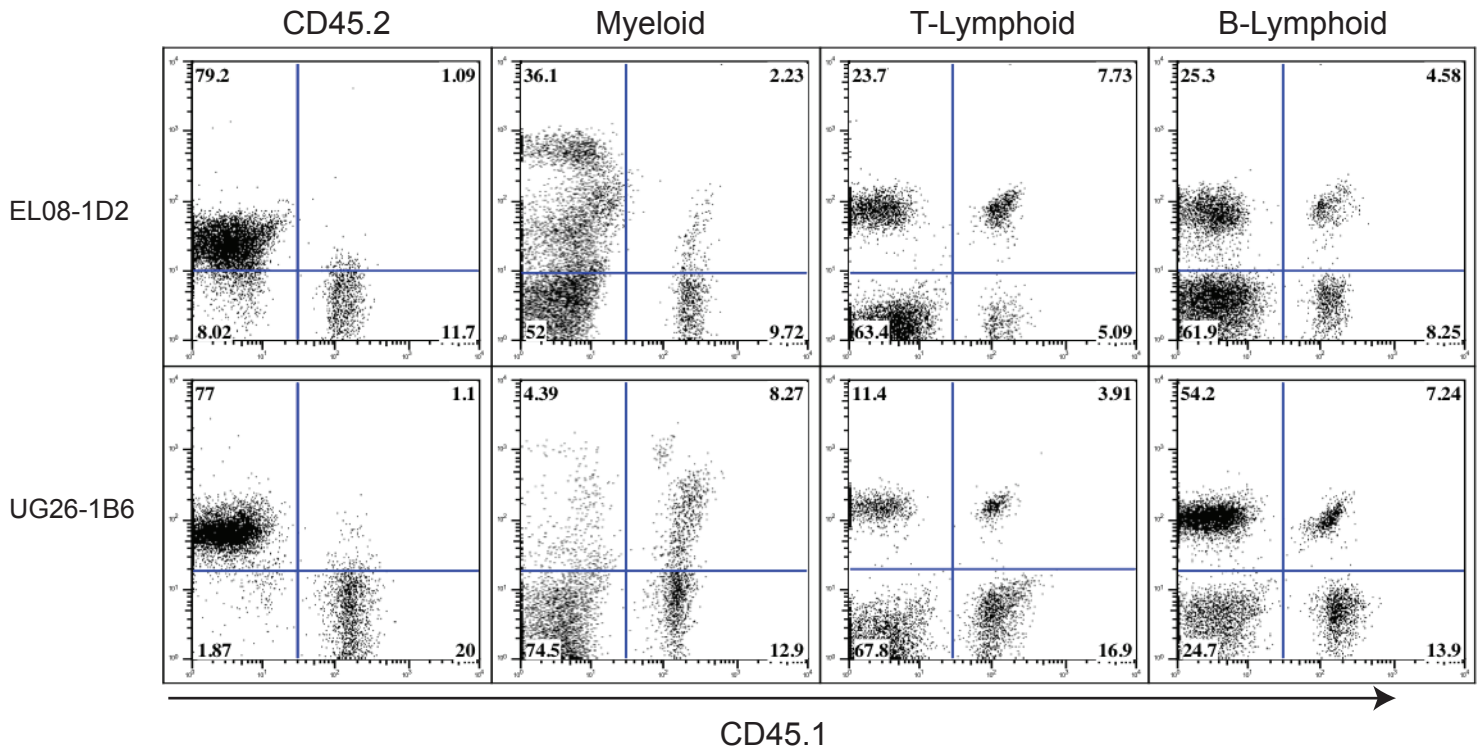 CD45.2 Myeloid T-Lymphoid B-Lymphoid
EL08-1D2
79.2 1.09 36.1 2.23 23.7 7.73 25.3 4.58
8.02 11.7 52 9.72 63.4 5.09 61.9 8.25
UG26-1B6
77 1.1 4.39 8.27 11.4 3.91 54.2 7.24
1.87 20 74.5 12.9 67.8 16.9 24.7 13.9
CD45.1